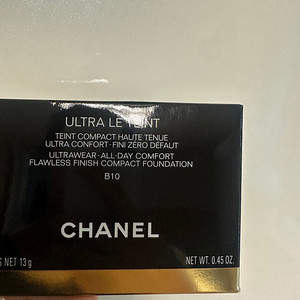 ULTRA LE TEINT
TEINT COMPACT HAUTE TENUE
ULTRA CONFORT · FINI ZÉRO DÉFAUT
ULTRAWEAR · ALL-DAY COMFORT
FLAWLESS FINISH COMPACT FOUNDATION
B10
CHANEL
NET 13 g
NET WT. 0.45 OZ.